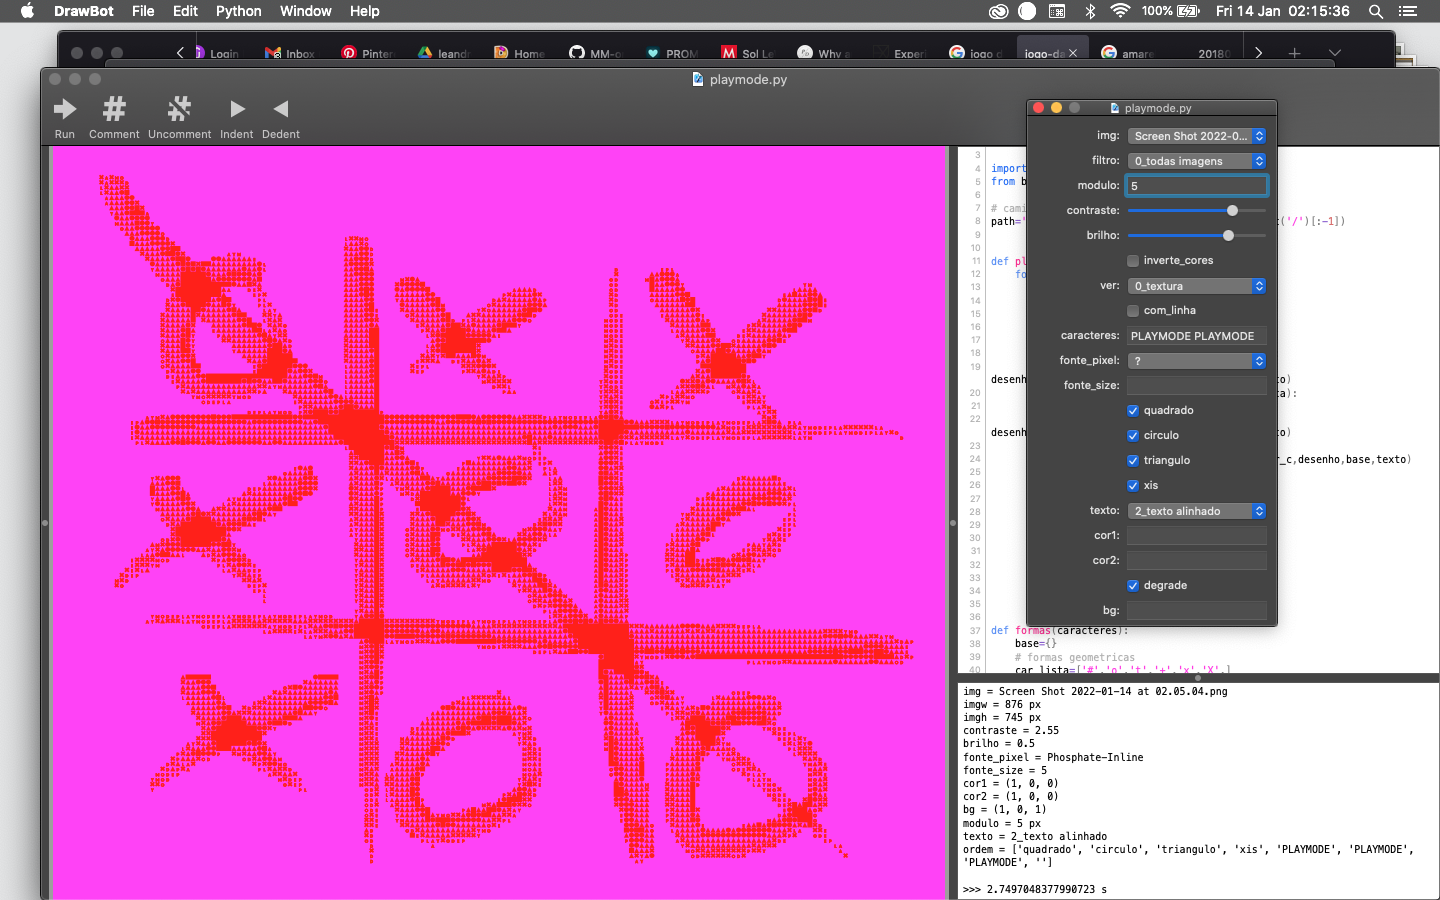 DrawBot File Edit Python Window Help 100% Fri 14 Jan 02:15:36
Login Inbox Pinter leandr Home MM-o PROM Sol Le Why a Experi jogo d jogo-da amare 20180
playmode.py
Run Comment Uncomment Indent Dedent
playmode.py
img: Screen Shot 2022-0...
filtro: 0_todas imagens
modulo: 5
contraste:
brilho:
inverte_cores
ver: 0_textura
com_linha
caracteres: PLAYMODE PLAYMODE
fonte_pixel: ?
fonte_size:
quadrado
circulo
triangulo
xis
texto: 2_texto alinhado
cor1:
cor2:
degrade
bg:
3
4 import
5 from b
6
7 # cami
8 path=' ('/')[:-1])
9
10
11 def pl
12 fo
13
14
15
16
17
18
19
desenh to)
20 ta):
21
22
desenh to)
23
24 r_c,desenho,base,texto)
25
26
27
28
29
30
31
32
33
34
35
36
37 def formas(caracteres):
38 base={}
39 # formas geometricas
40 car_lista=['#','o','t','+','x','X',]
img = Screen Shot 2022-01-14 at 02.05.04.png
imgw = 876 px
imgh = 745 px
contraste = 2.55
brilho = 0.5
fonte_pixel = Phosphate-Inline
fonte_size = 5
cor1 = (1, 0, 0)
cor2 = (1, 0, 0)
bg = (1, 0, 1)
modulo = 5 px
texto = 2_texto alinhado
ordem = ['quadrado', 'circulo', 'triangulo', 'xis', 'PLAYMODE', 'PLAYMODE',
'PLAYMODE', '']
>>> 2.7497048377990723 s